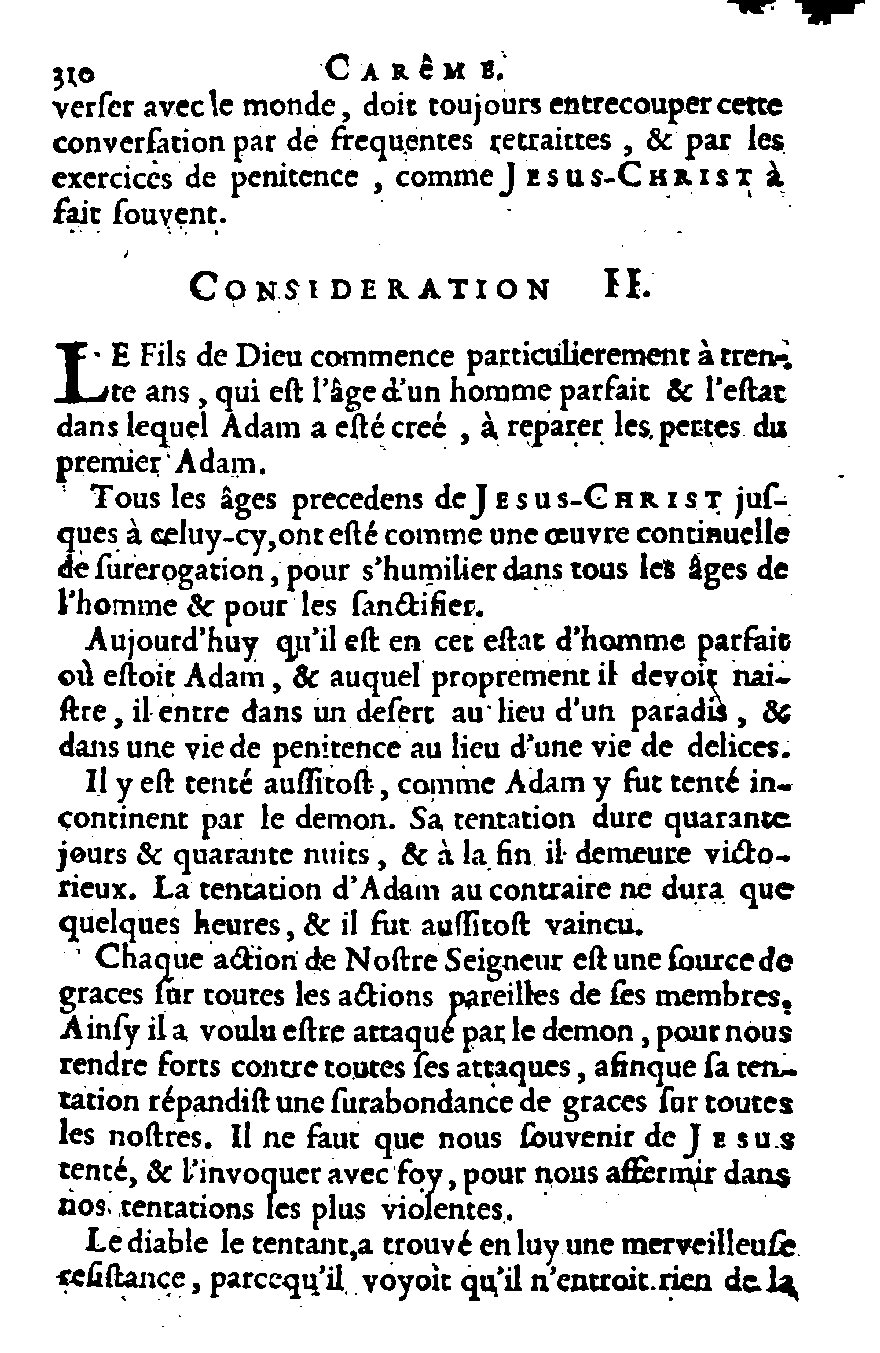 310 CARêME.
verſer avec le monde, doit toujours entrecouper cette
converſation par de frequentes retraittes, & par les
exercices de penitence, comme JESUS-CHRIST à
fait ſouvent.
CONSIDERATION II.
LE Fils de Dieu commence particulierement à tren-
te ans, qui eſt l'âge d'un homme parfait & l'eſtat
dans lequel Adam a eſté creé, à reparer les pertes du
premier Adam.
Tous les âges precedens de JESUS-CHRIST juſ-
ques à celuy-cy, ont eſté comme une œuvre continuelle
de ſurerogation, pour s'humilier dans tous les âges de
l'homme & pour les ſanctifier.
Aujourd'huy qu'il eſt en cet eſtat d'homme parfait
où eſtoit Adam, & auquel proprement il devoit nai-
ſtre, il entre dans un deſert au lieu d'un paradis, &
dans une vie de penitence au lieu d'une vie de delices.
Il y eſt tenté auſſitoſt, comme Adam y fut tenté in-
continent par le demon. Sa tentation dure quarante
jours & quarante nuits, & à la fin il demeure victo-
rieux. La tentation d'Adam au contraire ne dura que
quelques heures, & il fut auſſitoſt vaincu.
Chaque action de Noſtre Seigneur eſt une ſource de
graces ſur toutes les actions pareilles de ſes membres.
Ainſy il a voulu eſtre attaqué par le demon, pour nous
rendre forts contre toutes ſes attaques, afinque ſa ten-
tation répandiſt une ſurabondance de graces ſur toutes
les noſtres. Il ne faut que nous ſouvenir de JESUS
tenté, & l'invoquer avec foy, pour nous affermir dans
nos tentations les plus violentes.
Le diable le tentant, a trouvé en luy une merveilleuſe
reſiſtance, parcequ'il voyoit qu'il n'entroit rien de la